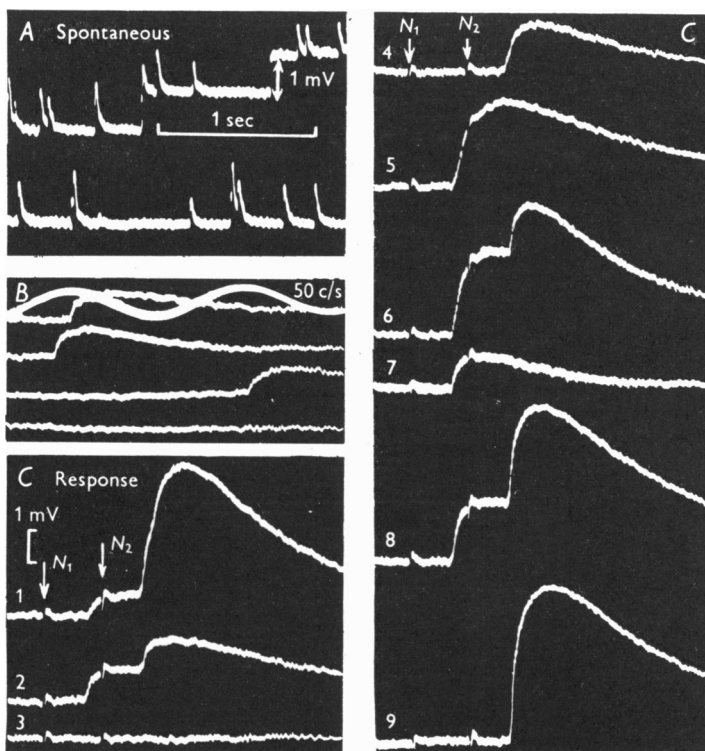 A Spontaneous
1 mV
1 sec
B
50 c/s
C Response
1 mV
N₁
N₂
1
2
3
N₁
N₂
C
4
5
6
7
8
9